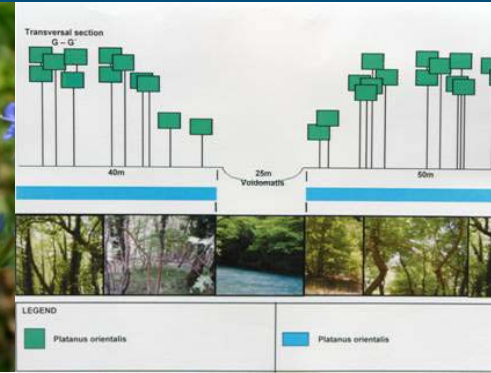 Transversal section
G – G´
40m
25m
Voidomatis
50m
LEGEND
Platanus orientalis
Platanus orientalis